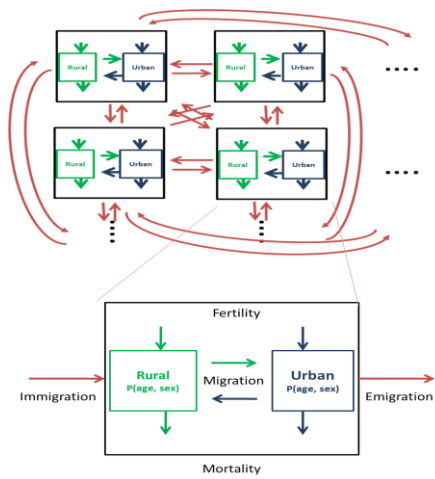 Rural
Urban
Rural
Urban
Rural
Urban
Rural
Urban
Fertility
Rural
P(age, sex)
Migration
Urban
P(age, sex)
Immigration
Emigration
Mortality